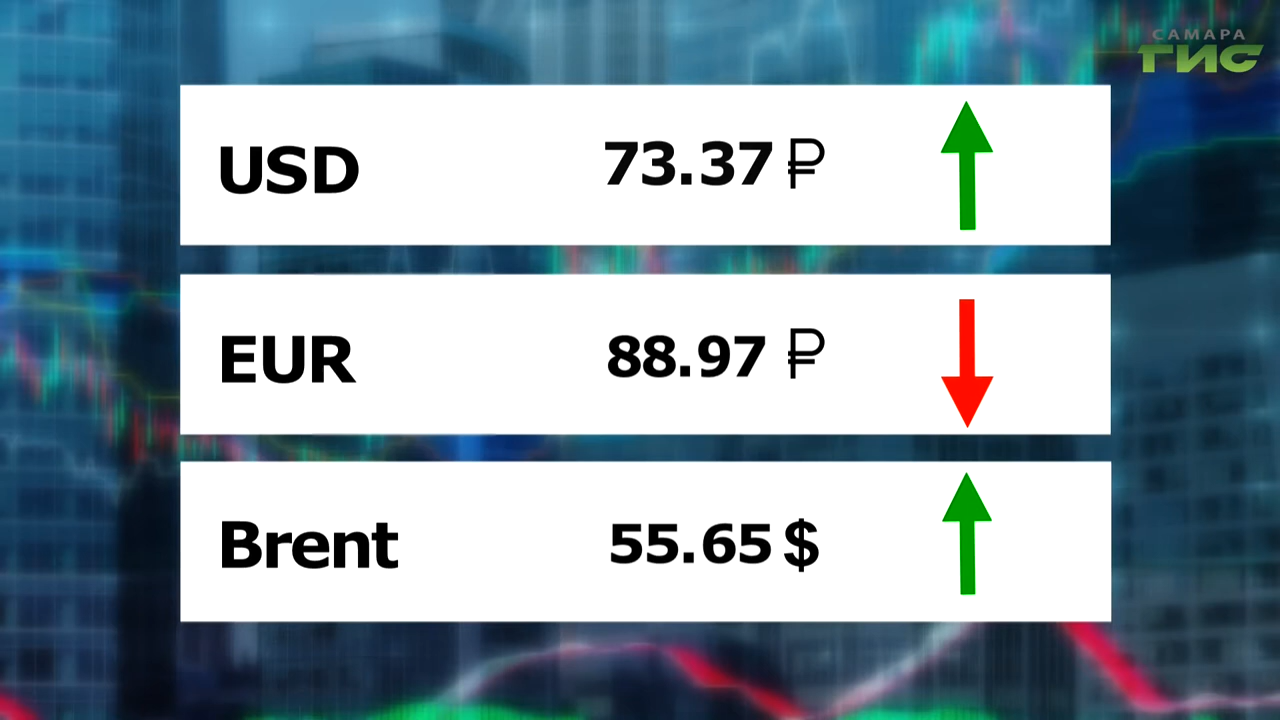 САМАРА
ГИС
USD 73.37 ₽
EUR 88.97 ₽
Brent 55.65 $